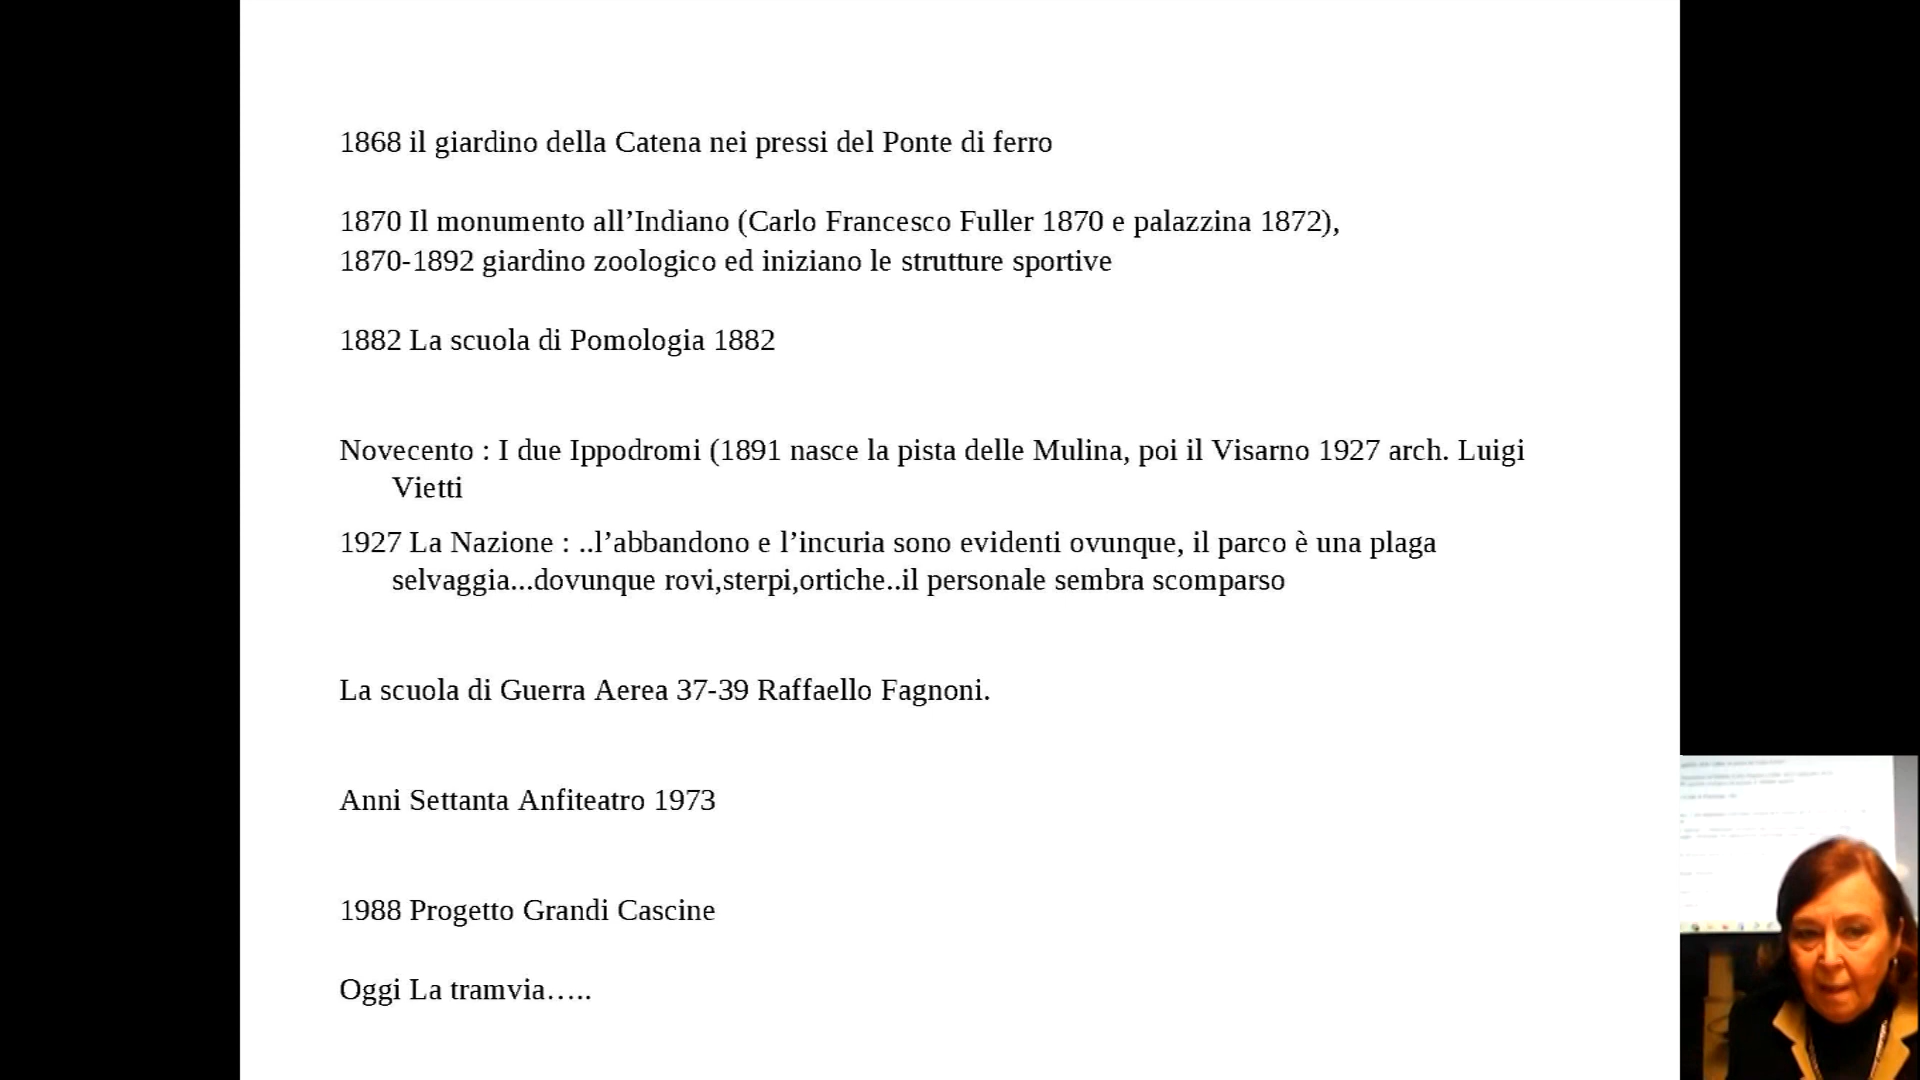 1868 il giardino della Catena nei pressi del Ponte di ferro
1870 Il monumento all’Indiano (Carlo Francesco Fuller 1870 e palazzina 1872),
1870-1892 giardino zoologico ed iniziano le strutture sportive
1882 La scuola di Pomologia 1882
Novecento : I due Ippodromi (1891 nasce la pista delle Mulina, poi il Visarno 1927 arch. Luigi
Vietti
1927 La Nazione : ..l’abbandono e l’incuria sono evidenti ovunque, il parco è una plaga
selvaggia...dovunque rovi,sterpi,ortiche..il personale sembra scomparso
La scuola di Guerra Aerea 37-39 Raffaello Fagnoni.
Anni Settanta Anfiteatro 1973
1988 Progetto Grandi Cascine
Oggi La tramvia…..